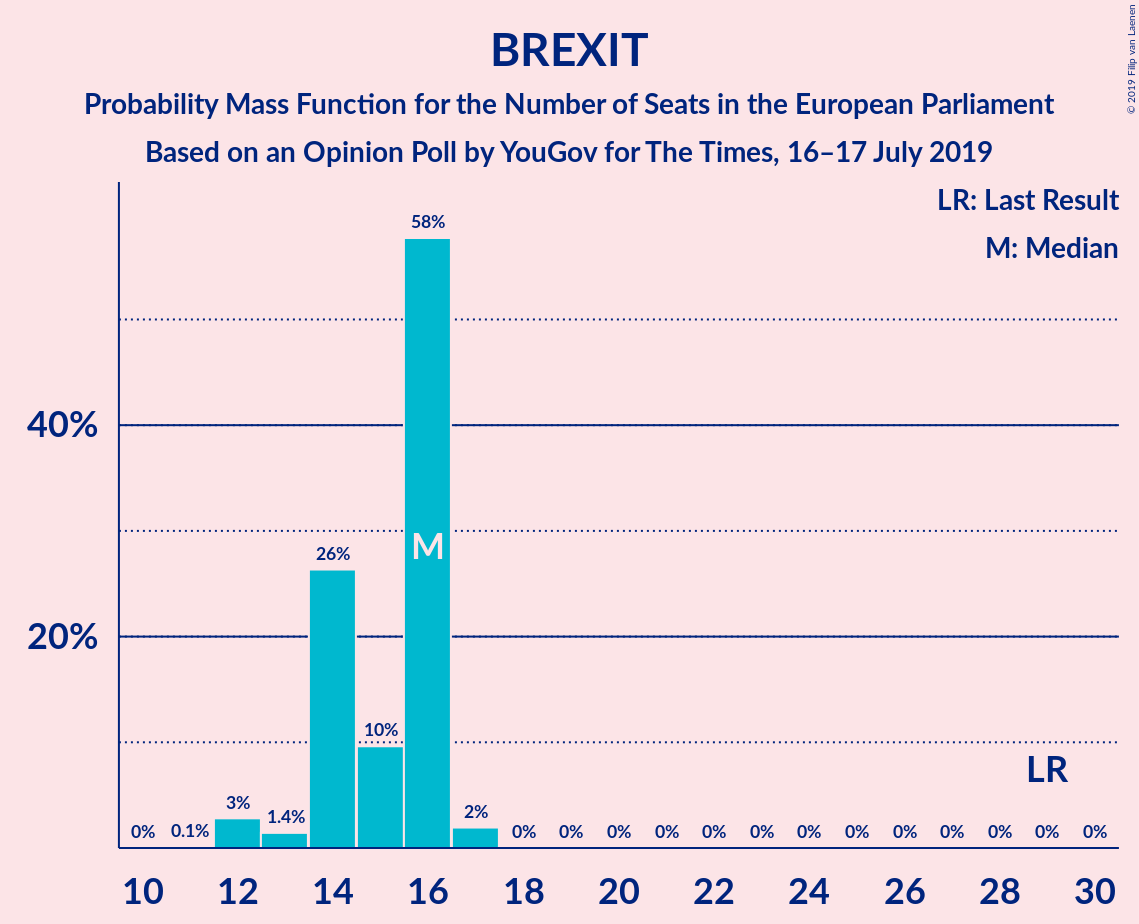 BREXIT
Probability Mass Function for the Number of Seats in the European Parliament
Based on an Opinion Poll by YouGov for The Times, 16–17 July 2019
© 2019 Filip van Laenen
LR: Last Result
M: Median
58%
40%
M
26%
20%
10%
LR
0% 0.1% 3% 1.4% 2% 0% 0% 0% 0% 0% 0% 0% 0% 0% 0% 0% 0% 0%
10 12 14 16 18 20 22 24 26 28 30